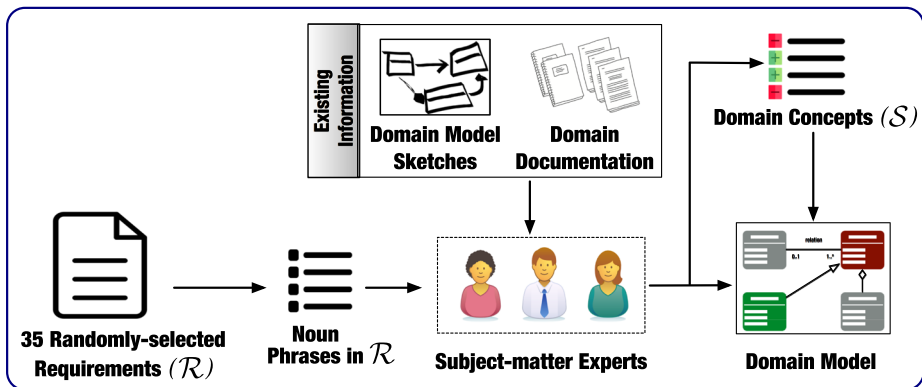 Existing
Information
Domain Model
Sketches
Domain
Documentation
Domain Concepts (𝒮)
35 Randomly-selected
Requirements (ℛ)
Noun
Phrases in ℛ
Subject-matter Experts
relation
0..1
1..*
Domain Model